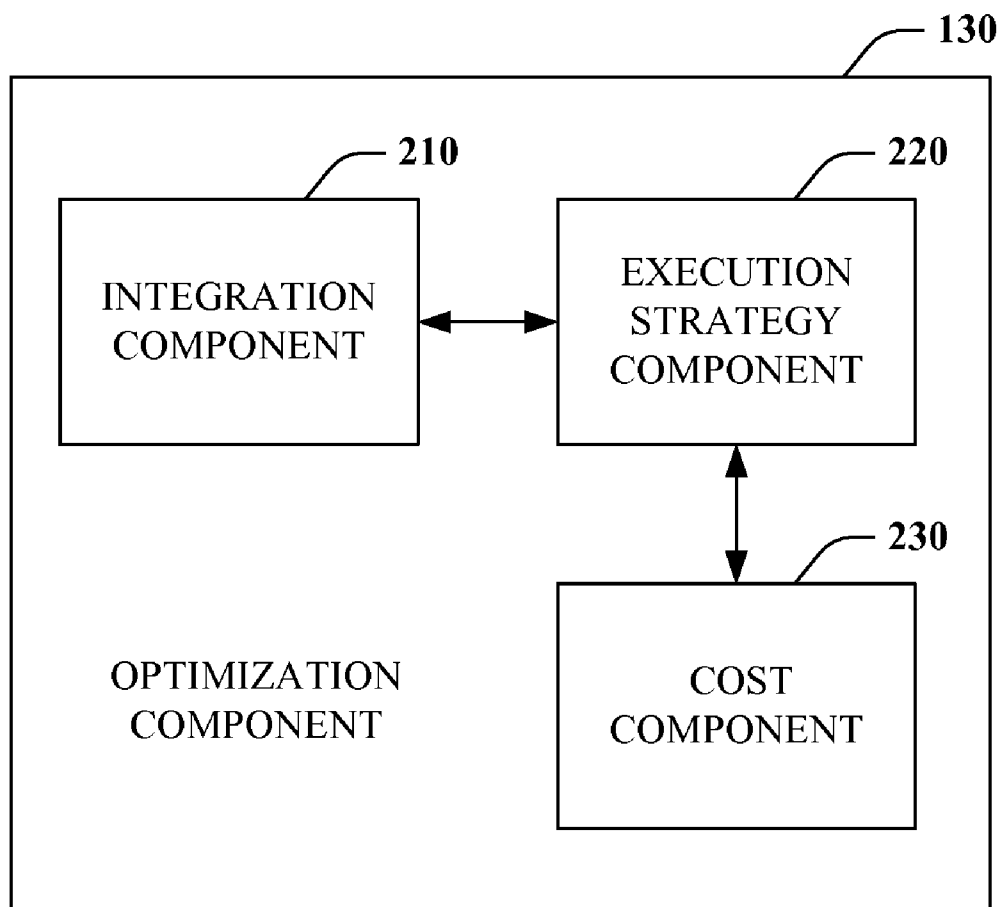 130
210
220
INTEGRATION
COMPONENT
EXECUTION
STRATEGY
COMPONENT
230
OPTIMIZATION
COMPONENT
COST
COMPONENT